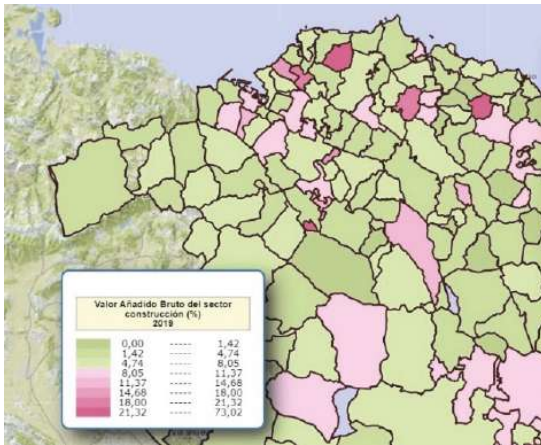 Valor Añadido Bruto del sector
construcción (%)
2019
0,00 ----- 1,42
1,42 ----- 4,74
4,74 ----- 8,05
8,05 ----- 11,37
11,37 ----- 14,68
14,68 ----- 18,00
18,00 ----- 21,32
21,32 ----- 73,02